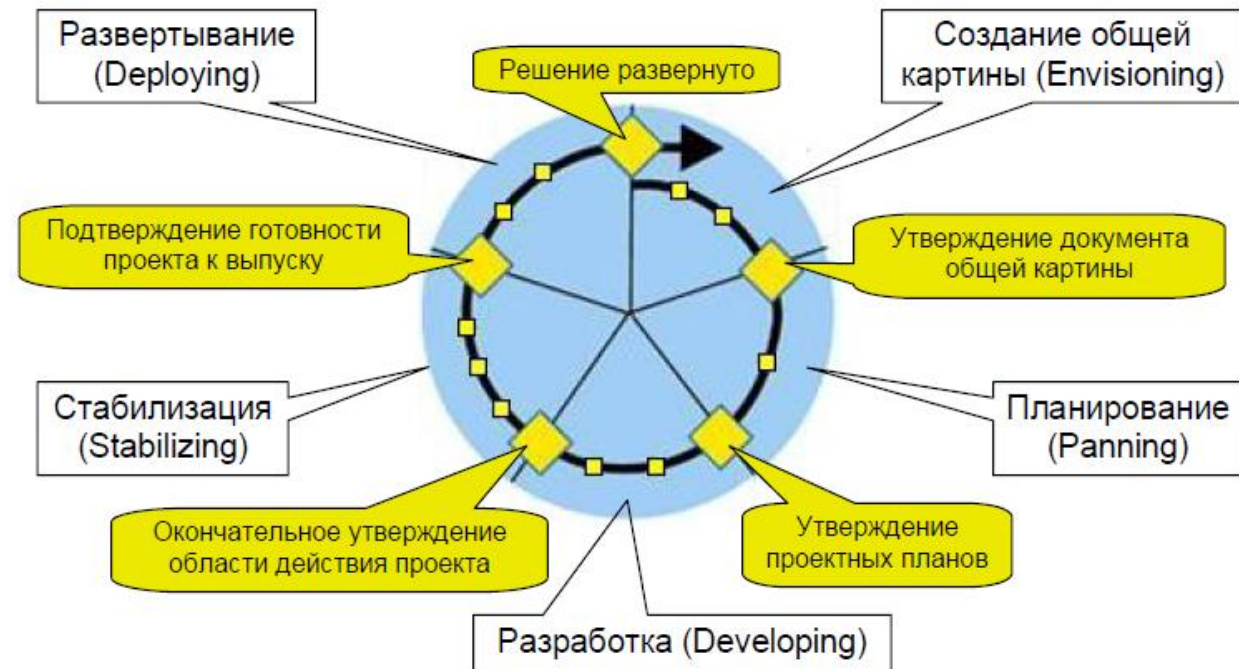 Развертывание
(Deploying)
Решение развернуто
Создание общей
картины (Envisioning)
Подтверждение готовности
проекта к выпуску
Утверждение документа
общей картины
Стабилизация
(Stabilizing)
Планирование
(Panning)
Окончательное утверждение
области действия проекта
Утверждение
проектных планов
Разработка (Developing)